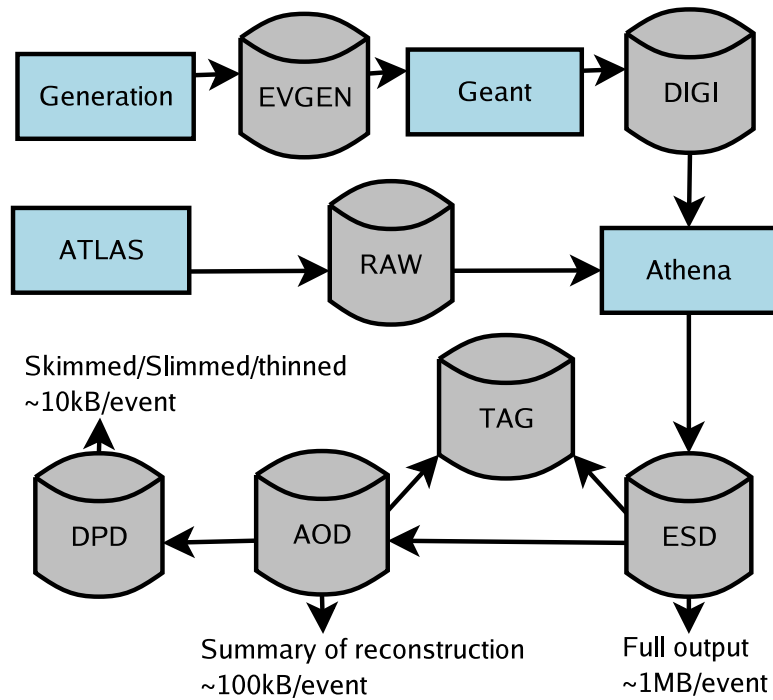 Generation
EVGEN
Geant
DIGI
ATLAS
RAW
Athena
Skimmed/Slimmed/thinned
~10kB/event
TAG
DPD
AOD
ESD
Summary of reconstruction
~100kB/event
Full output
~1MB/event